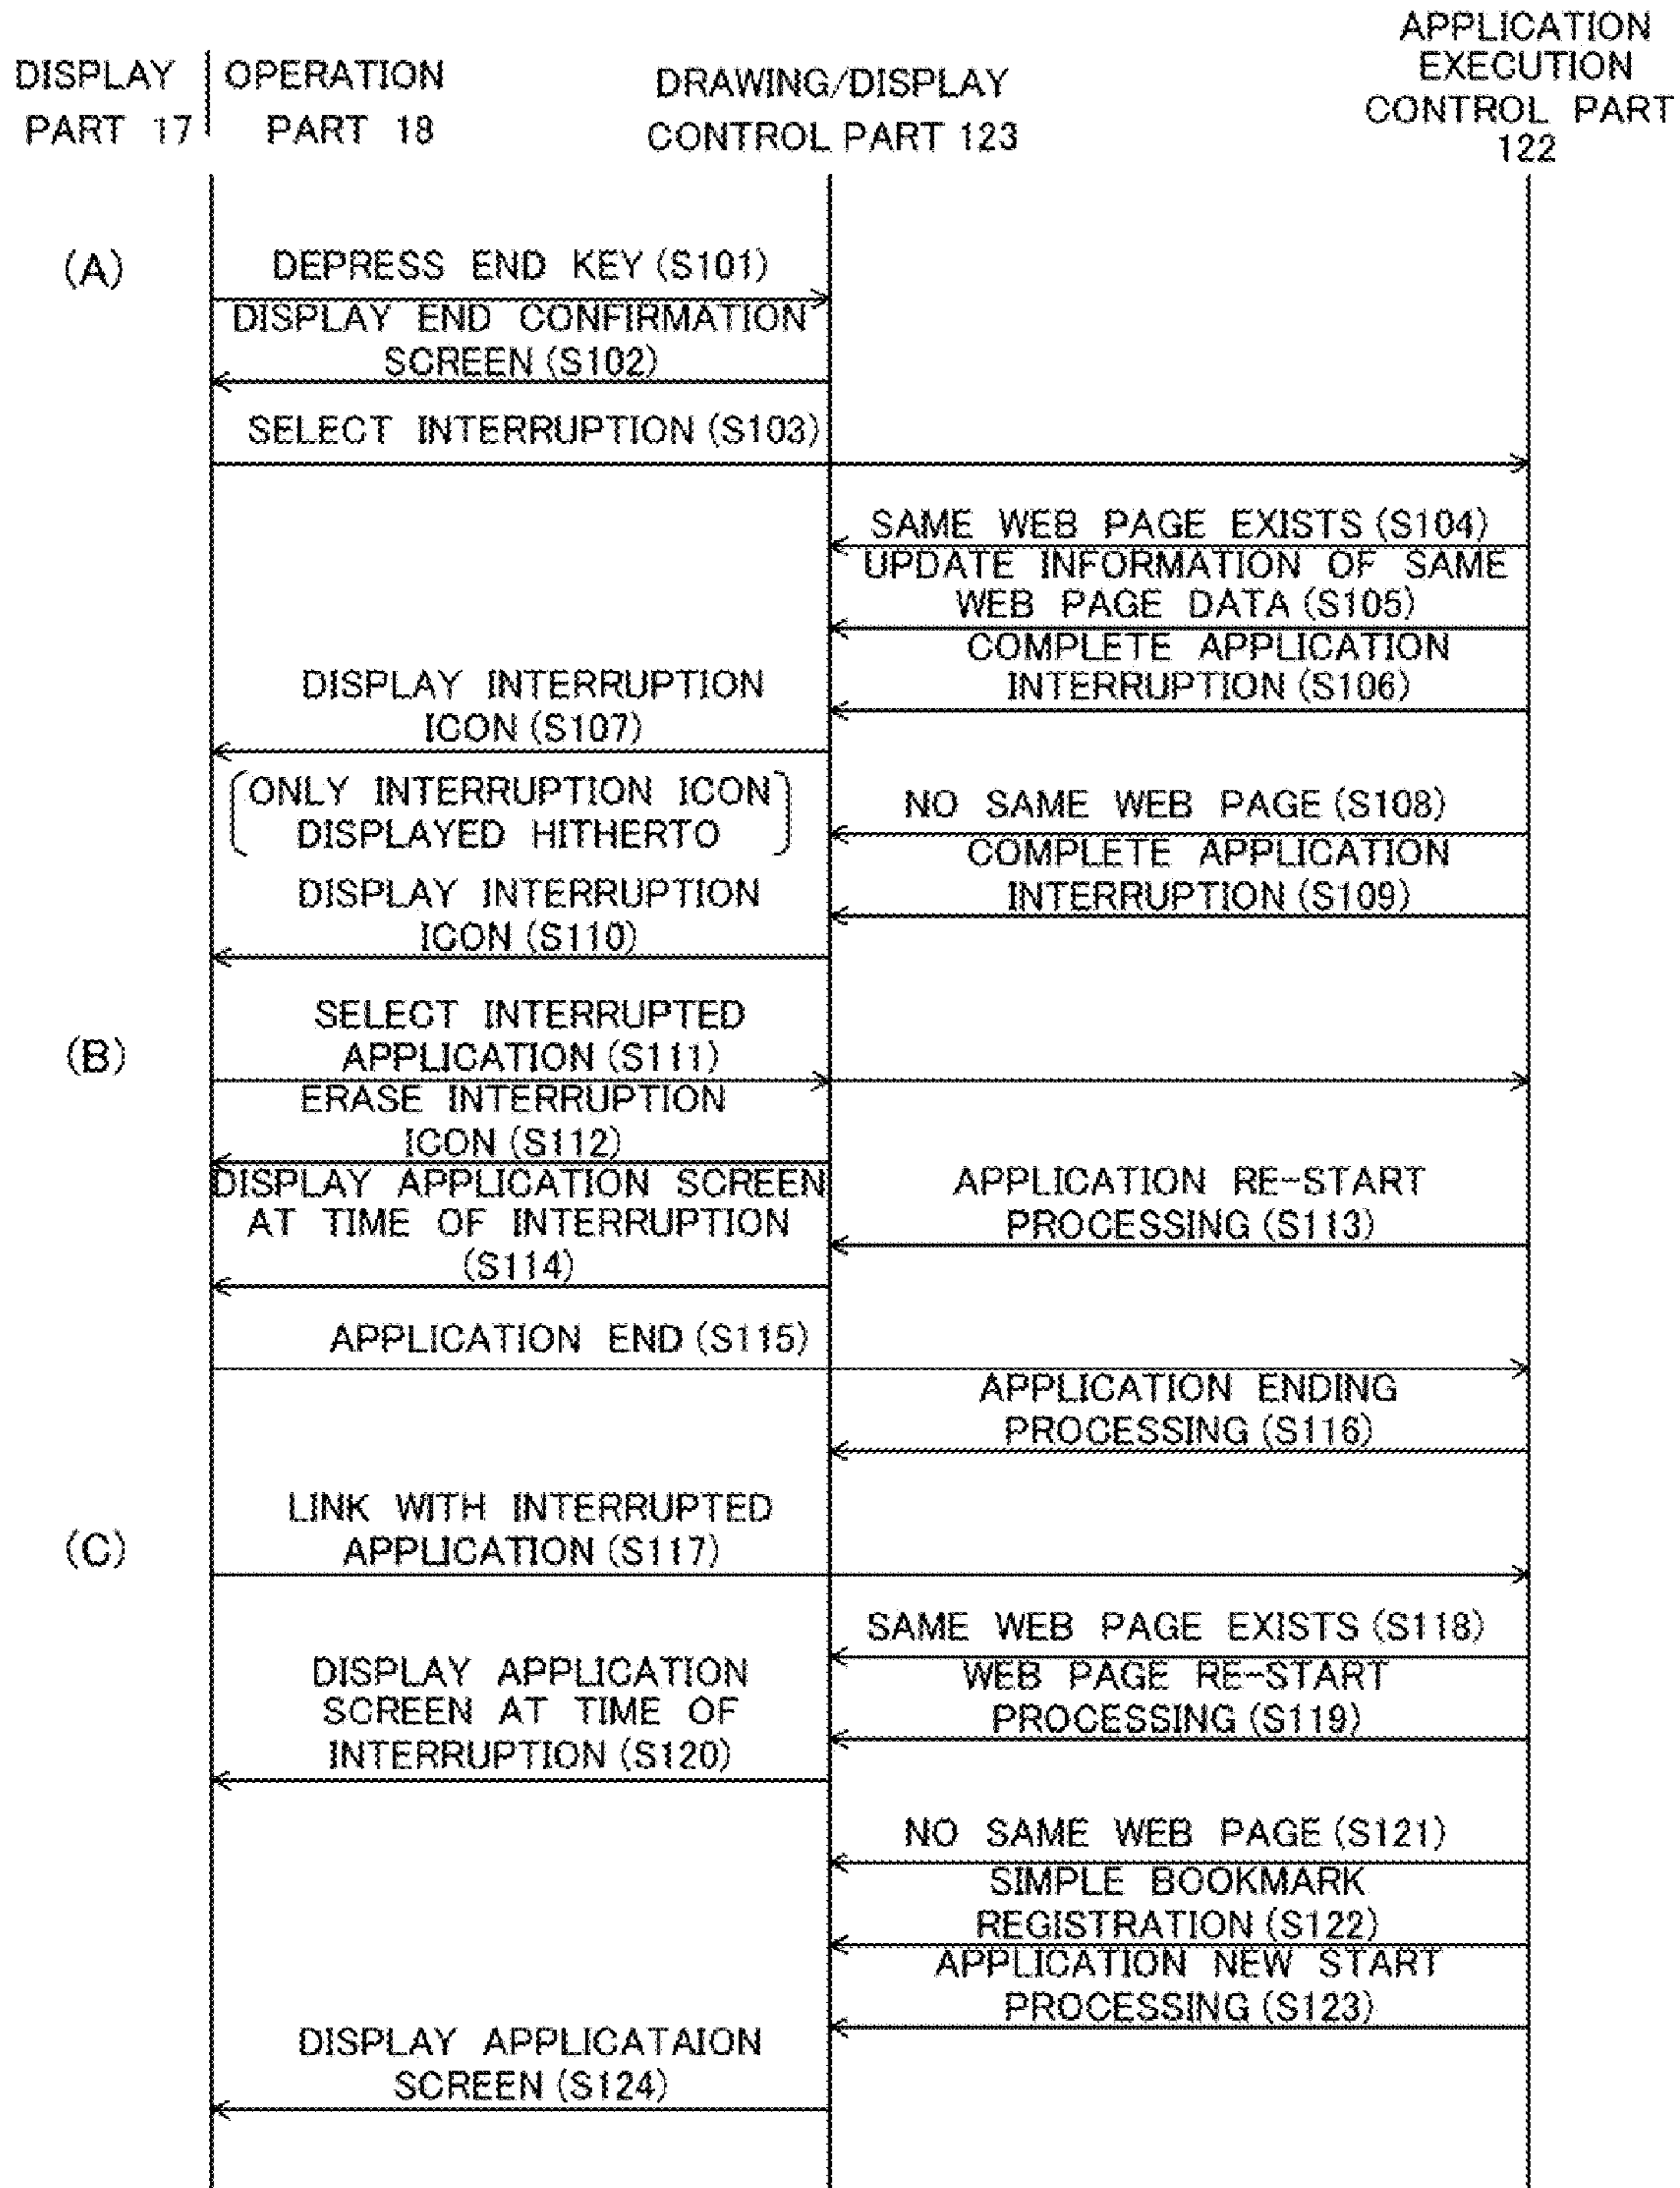 DISPLAY PART 17
OPERATION PART 18
DRAWING/DISPLAY
CONTROL PART 123
APPLICATION
EXECUTION
CONTROL PART
122
(A)
DEPRESS END KEY (S101)
DISPLAY END CONFIRMATION
SCREEN (S102)
SELECT INTERRUPTION (S103)
SAME WEB PAGE EXISTS (S104)
UPDATE INFORMATION OF SAME
WEB PAGE DATA (S105)
COMPLETE APPLICATION
INTERRUPTION (S106)
DISPLAY INTERRUPTION
ICON (S107)
(ONLY INTERRUPTION ICON
DISPLAYED HITHERTO)
NO SAME WEB PAGE (S108)
COMPLETE APPLICATION
INTERRUPTION (S109)
DISPLAY INTERRUPTION
ICON (S110)
(B)
SELECT INTERRUPTED
APPLICATION (S111)
ERASE INTERRUPTION
ICON (S112)
APPLICATION RE-START
PROCESSING (S113)
DISPLAY APPLICATION SCREEN
AT TIME OF INTERRUPTION
(S114)
APPLICATION END (S115)
APPLICATION ENDING
PROCESSING (S116)
(C)
LINK WITH INTERRUPTED
APPLICATION (S117)
SAME WEB PAGE EXISTS (S118)
WEB PAGE RE-START
PROCESSING (S119)
DISPLAY APPLICATION
SCREEN AT TIME OF
INTERRUPTION (S120)
NO SAME WEB PAGE (S121)
SIMPLE BOOKMARK
REGISTRATION (S122)
APPLICATION NEW START
PROCESSING (S123)
DISPLAY APPLICATAION
SCREEN (S124)